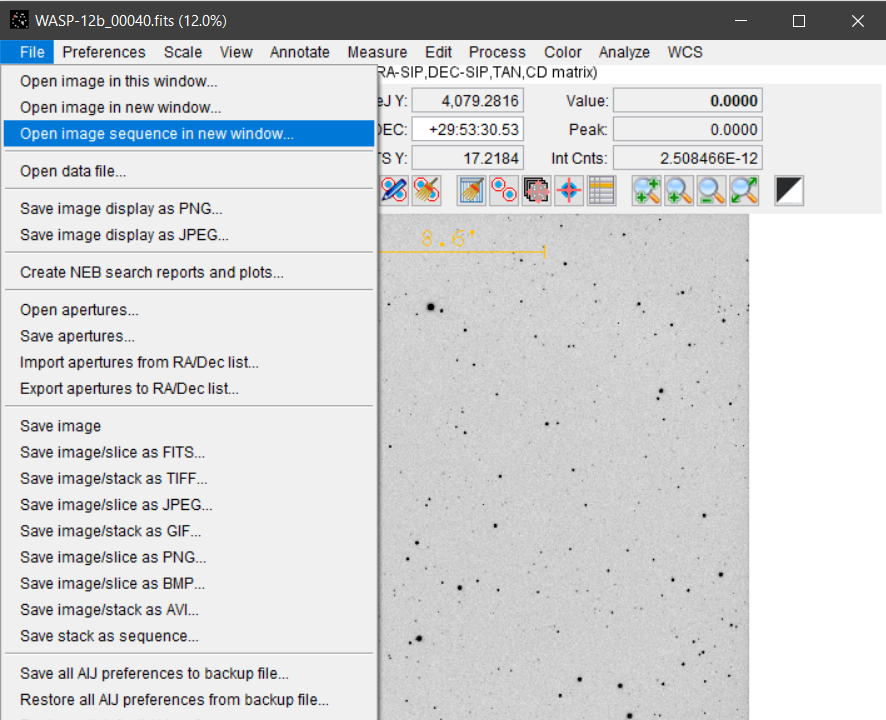 WASP-12b_00040.fits (12.0%)
File Preferences Scale View Annotate Measure Edit Process Color Analyze WCS
RA-SIP,DEC-SIP,TAN,CD matrix)
Open image in this window...
Open image in new window...
Open image sequence in new window...
Open data file...
Save image display as PNG...
Save image display as JPEG...
Create NEB search reports and plots...
Open apertures...
Save apertures...
Import apertures from RA/Dec list...
Export apertures to RA/Dec list...
Save image
Save image/slice as FITS...
Save image/stack as TIFF...
Save image/slice as JPEG...
Save image/stack as GIF...
Save image/slice as PNG...
Save image/slice as BMP...
Save image/stack as AVI...
Save stack as sequence...
Save all AIJ preferences to backup file...
Restore all AIJ preferences from backup file...
eJ Y: 4,079.2816 Value: 0.0000
DEC: +29:53:30.53 Peak: 0.0000
TS Y: 17.2184 Int Cnts: 2.508466E-12
8.6'